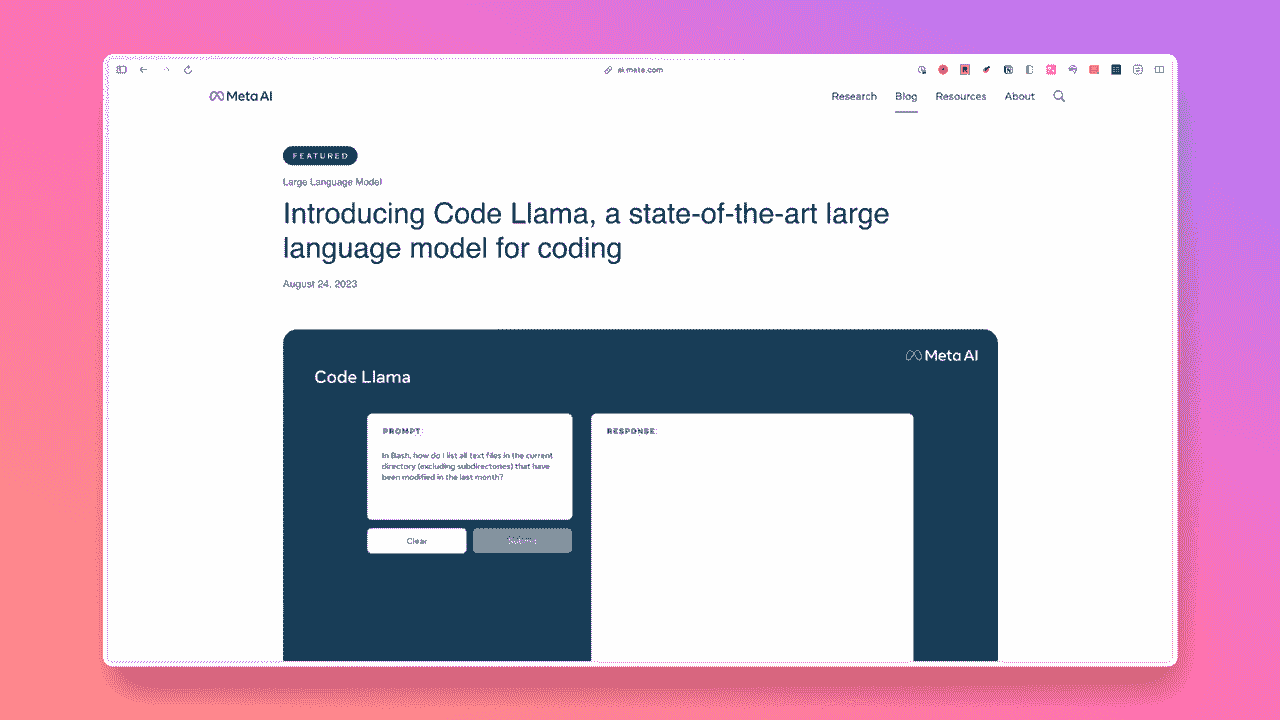 ai.meta.com
Meta AI
Research Blog Resources About
FEATURED
Large Language Model
Introducing Code Llama, a state-of-the-art large
language model for coding
August 24, 2023
Meta AI
Code Llama
PROMPT:
In Bash, how do I list all text files in the current
directory (excluding subdirectories) that have
been modified in the last month?
Clear
RESPONSE: